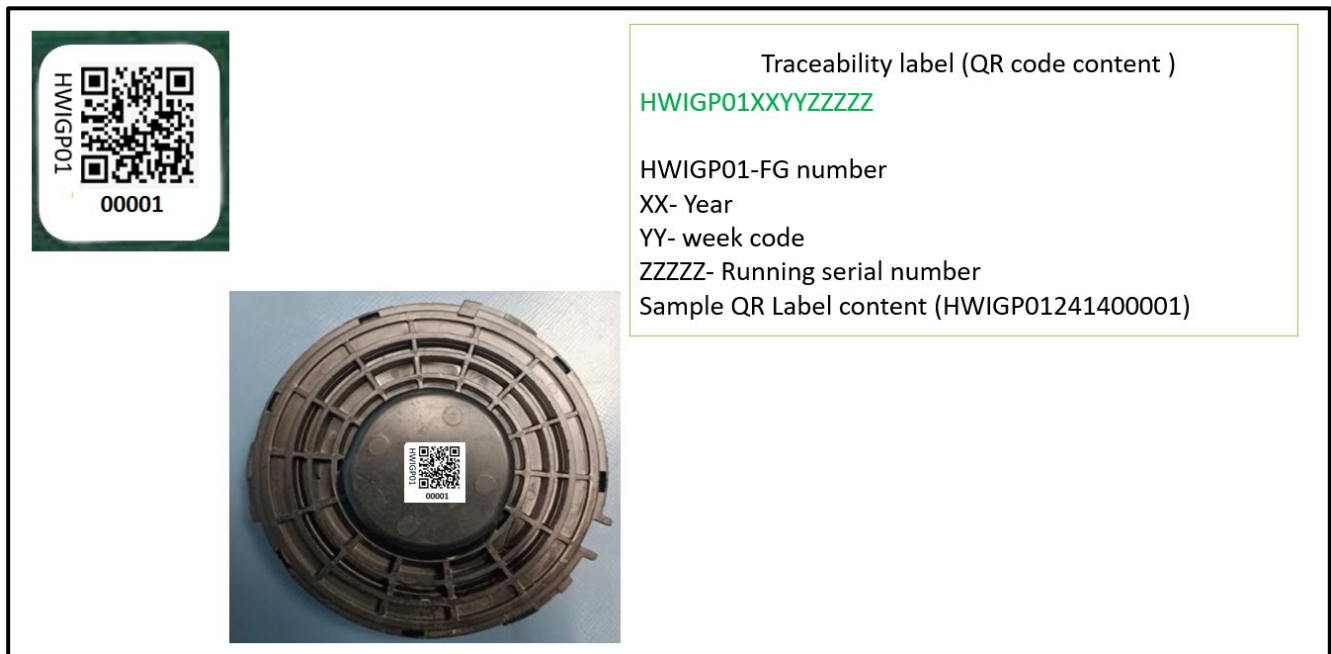 HWIGP01
00001
Traceability label (QR code content )
HWIGP01XXYYZZZZZ
HWIGP01-FG number
XX- Year
YY- week code
ZZZZZ- Running serial number
Sample QR Label content (HWIGP01241400001)
HWIGP01
00001